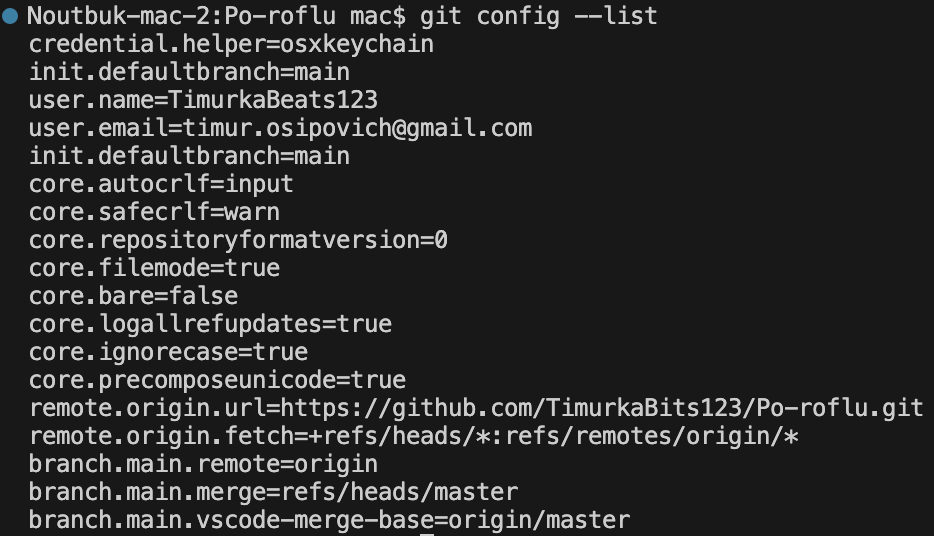 Noutbuk-mac-2:Po-roflu mac$ git config --list
credential.helper=osxkeychain
init.defaultbranch=main
user.name=TimurkaBeats123
user.email=timur.osipovich@gmail.com
init.defaultbranch=main
core.autocrlf=input
core.safecrlf=warn
core.repositoryformatversion=0
core.filemode=true
core.bare=false
core.logallrefupdates=true
core.ignorecase=true
core.precomposeunicode=true
remote.origin.url=https://github.com/TimurkaBits123/Po-roflu.git
remote.origin.fetch=+refs/heads/*:refs/remotes/origin/*
branch.main.remote=origin
branch.main.merge=refs/heads/master
branch.main.vscode-merge-base=origin/master